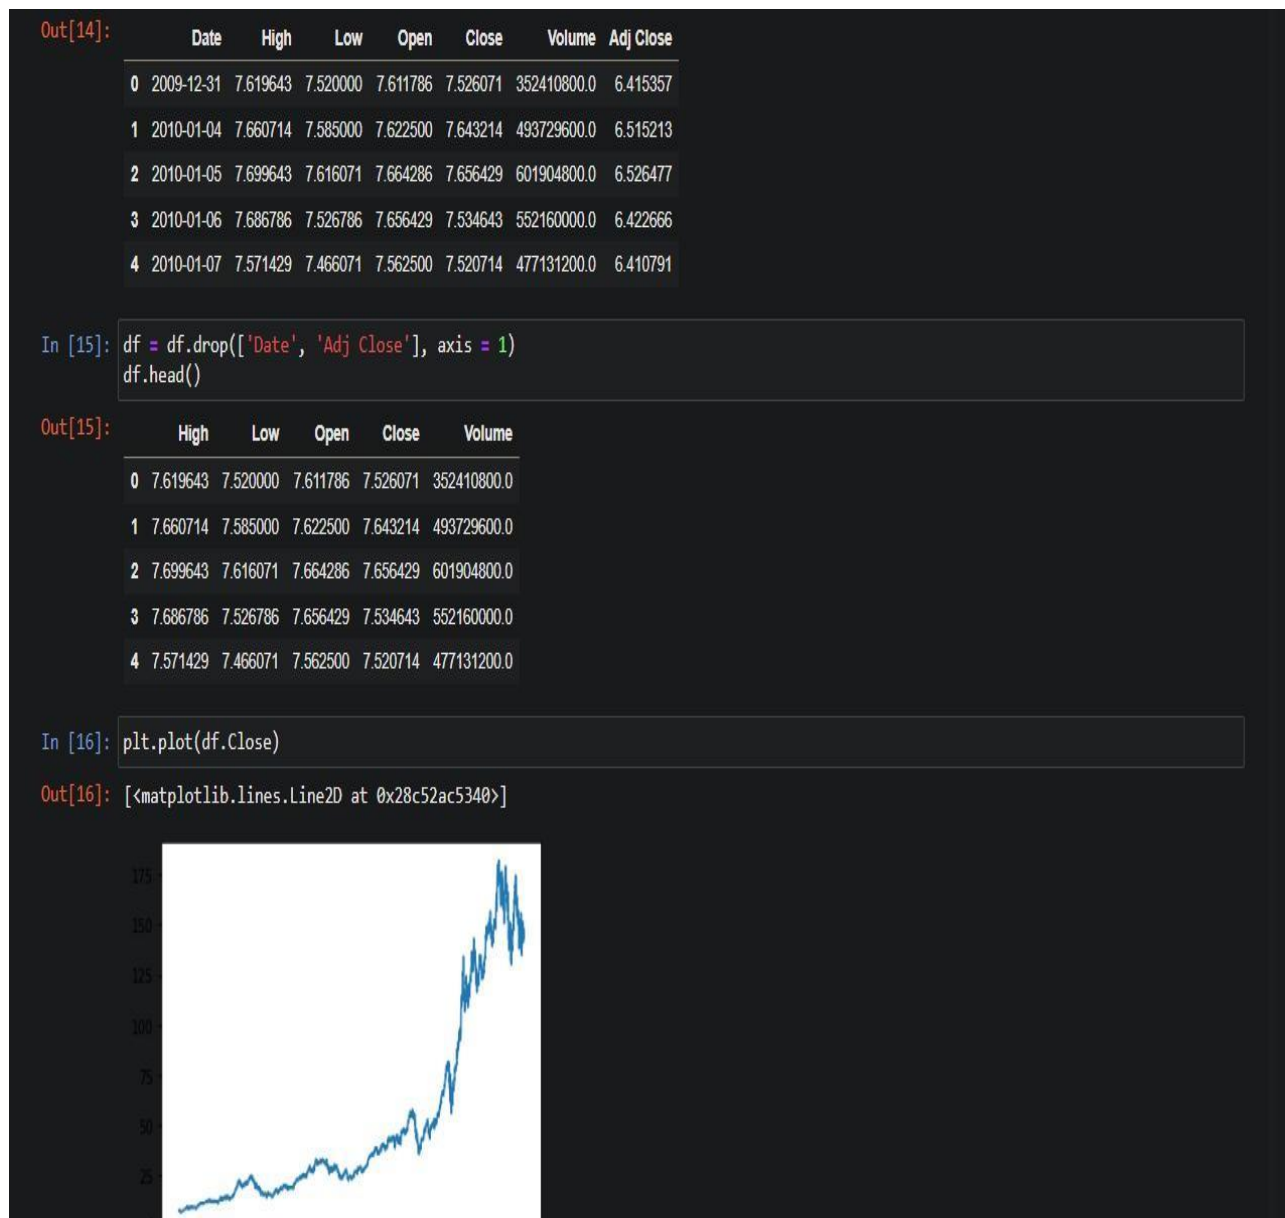 Out[14]:
Date High Low Open Close Volume Adj Close
0 2009-12-31 7.619643 7.520000 7.611786 7.526071 352410800.0 6.415357
1 2010-01-04 7.660714 7.585000 7.622500 7.643214 493729600.0 6.515213
2 2010-01-05 7.699643 7.616071 7.664286 7.656429 601904800.0 6.526477
3 2010-01-06 7.686786 7.526786 7.656429 7.534643 552160000.0 6.422666
4 2010-01-07 7.571429 7.466071 7.562500 7.520714 477131200.0 6.410791
In [15]: df = df.drop(['Date', 'Adj Close'], axis = 1)
df.head()
Out[15]:
High Low Open Close Volume
0 7.619643 7.520000 7.611786 7.526071 352410800.0
1 7.660714 7.585000 7.622500 7.643214 493729600.0
2 7.699643 7.616071 7.664286 7.656429 601904800.0
3 7.686786 7.526786 7.656429 7.534643 552160000.0
4 7.571429 7.466071 7.562500 7.520714 477131200.0
In [16]: plt.plot(df.Close)
Out[16]: [<matplotlib.lines.Line2D at 0x28c52ac5340>]
175
150
125
100
75
50
25